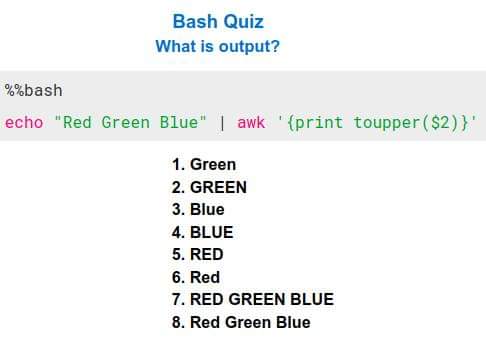 Bash Quiz
What is output?
%%bash
echo "Red Green Blue" | awk '{print toupper($2)}'
1. Green
2. GREEN
3. Blue
4. BLUE
5. RED
6. Red
7. RED GREEN BLUE
8. Red Green Blue